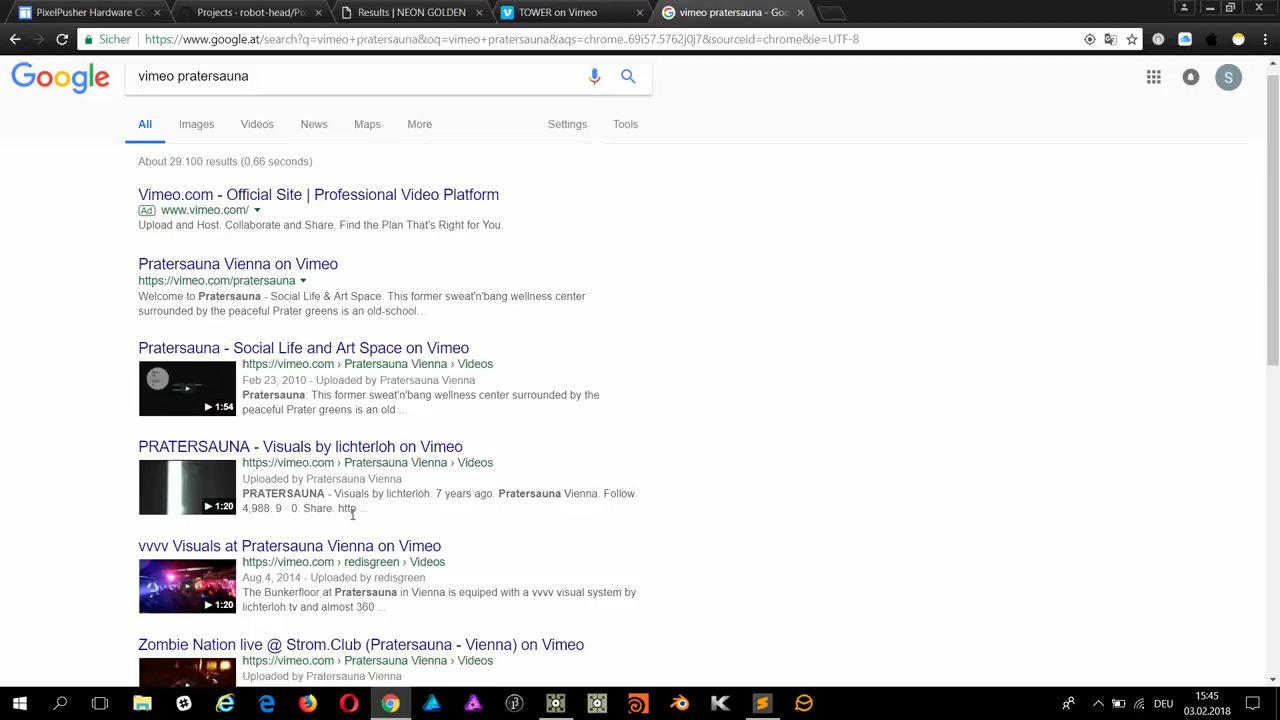 PixelPusher Hardware Co
Projects - robot-head/Pix
Results | NEON GOLDEN
TOWER on Vimeo
vimeo pratersauna - Goo
Sicher
https://www.google.at/search?q=vimeo+pratersauna&oq=vimeo+pratersauna&aqs=chrome..69i57.5762j0j7&sourceid=chrome&ie=UTF-8
Google
vimeo pratersauna
S
All Images Videos News Maps More Settings Tools
About 29.100 results (0,66 seconds)
Vimeo.com - Official Site | Professional Video Platform
Ad www.vimeo.com/
Upload and Host. Collaborate and Share. Find the Plan That's Right for You.
Pratersauna Vienna on Vimeo
https://vimeo.com/pratersauna
Welcome to Pratersauna - Social Life & Art Space. This former sweat'n'bang wellness center
surrounded by the peaceful Prater greens is an old-school...
Pratersauna - Social Life and Art Space on Vimeo
https://vimeo.com › Pratersauna Vienna › Videos
Feb 23, 2010 - Uploaded by Pratersauna Vienna
Pratersauna: This former sweat'n'bang wellness center surrounded by the
peaceful Prater greens is an old ...
1:54
PRATERSAUNA - Visuals by lichterloh on Vimeo
https://vimeo.com › Pratersauna Vienna › Videos
Uploaded by Pratersauna Vienna
PRATERSAUNA - Visuals by lichterloh. 7 years ago. Pratersauna Vienna. Follow.
4,988. 9 · 0. Share. http ...
1:20
vvvv Visuals at Pratersauna Vienna on Vimeo
https://vimeo.com › redisgreen › Videos
Aug 4, 2014 - Uploaded by redisgreen
The Bunkerfloor at Pratersauna in Vienna is equiped with a vvvv visual system by
lichterloh.tv and almost 360 ...
1:20
Zombie Nation live @ Strom.Club (Pratersauna - Vienna) on Vimeo
https://vimeo.com › Pratersauna Vienna › Videos
Uploaded by Pratersauna Vienna
DEU
15:45
03.02.2018